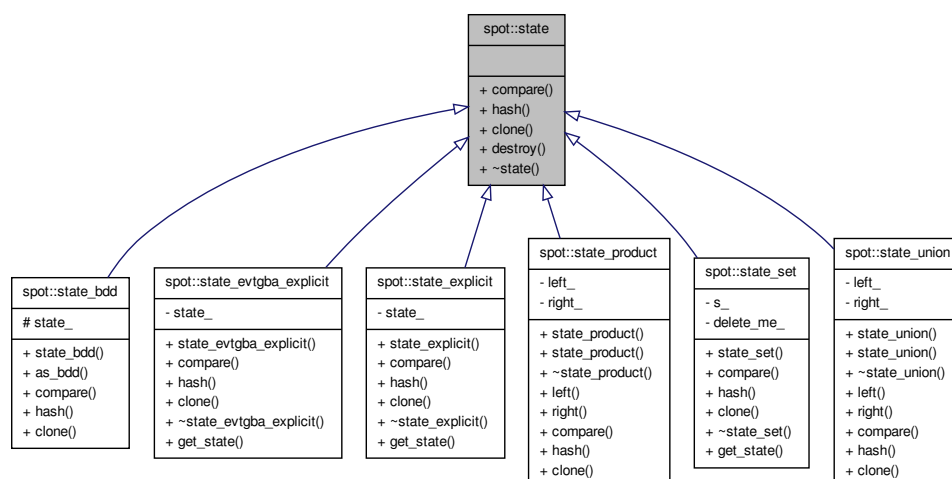 spot::state
+ compare()
+ hash()
+ clone()
+ destroy()
+ ~state()
spot::state_bdd
# state_
+ state_bdd()
+ as_bdd()
+ compare()
+ hash()
+ clone()
spot::state_evtgba_explicit
- state_
+ state_evtgba_explicit()
+ compare()
+ hash()
+ clone()
+ ~state_evtgba_explicit()
+ get_state()
spot::state_explicit
- state_
+ state_explicit()
+ compare()
+ hash()
+ clone()
+ ~state_explicit()
+ get_state()
spot::state_product
- left_
- right_
+ state_product()
+ state_product()
+ ~state_product()
+ left()
+ right()
+ compare()
+ hash()
+ clone()
spot::state_set
- s_
- delete_me_
+ state_set()
+ compare()
+ hash()
+ clone()
+ ~state_set()
+ get_state()
spot::state_union
- left_
- right_
+ state_union()
+ state_union()
+ ~state_union()
+ left()
+ right()
+ compare()
+ hash()
+ clone()